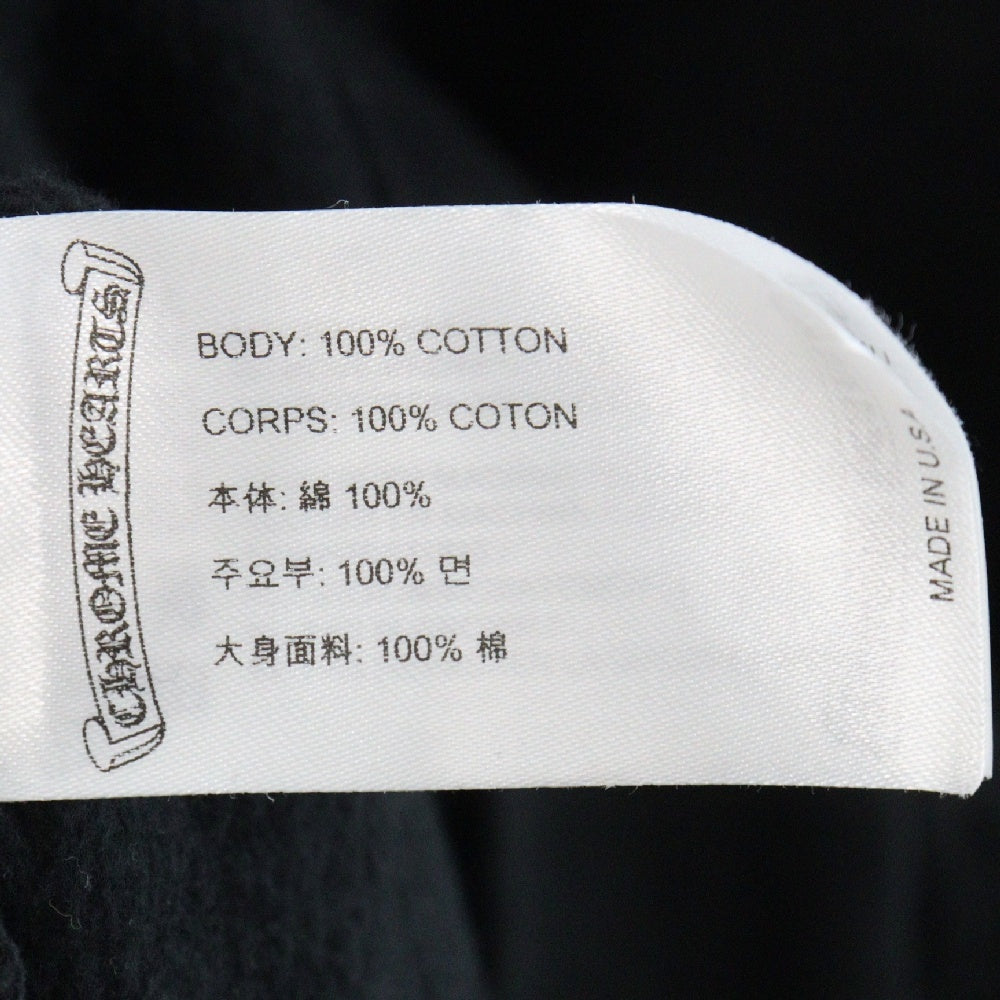 CHROME HEARTS
BODY: 100% COTTON
CORPS: 100% COTON
本体: 綿 100%
주요부: 100% 면
大身面料: 100% 棉
MADE IN U.S.A